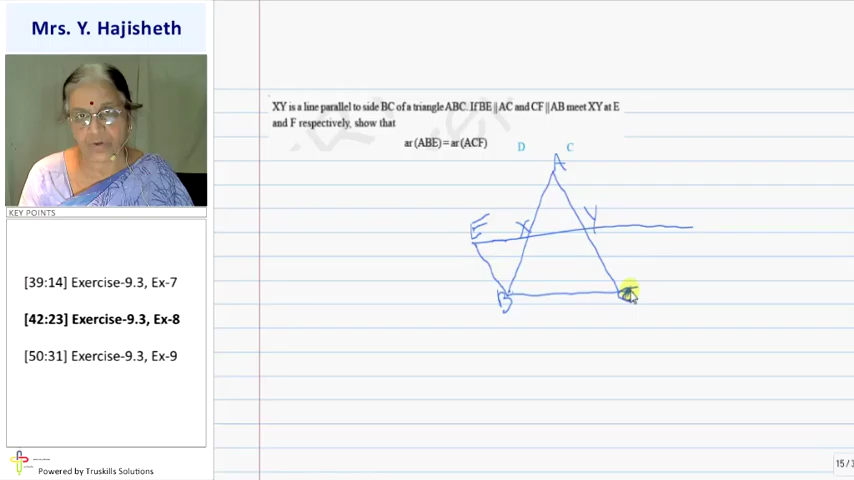 Mrs. Y. Hajisheth
XY is a line parallel to side BC of a triangle ABC. If BE || AC and CF || AB meet XY at E
and F respectively, show that
ar (ABE) = ar (ACF)
D C
A
E X Y
B
KEY POINTS
[39:14] Exercise-9.3, Ex-7
[42:23] Exercise-9.3, Ex-8
[50:31] Exercise-9.3, Ex-9
Powered by Truskills Solutions
15/1